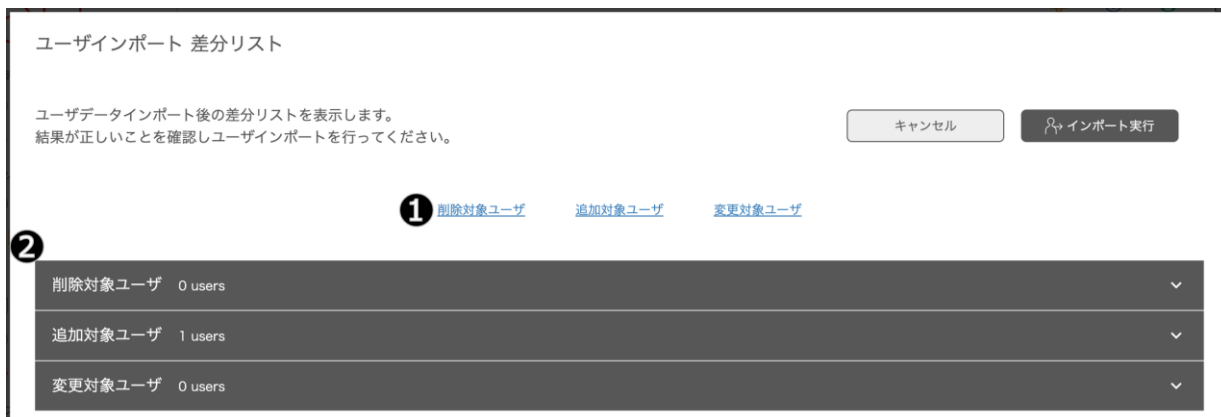 ユーザインポート 差分リスト
ユーザデータインポート後の差分リストを表示します。
結果が正しいことを確認しユーザインポートを行ってください。
キャンセル
インポート実行
❶ 削除対象ユーザ 追加対象ユーザ 変更対象ユーザ
❷
削除対象ユーザ 0 users
追加対象ユーザ 1 users
変更対象ユーザ 0 users